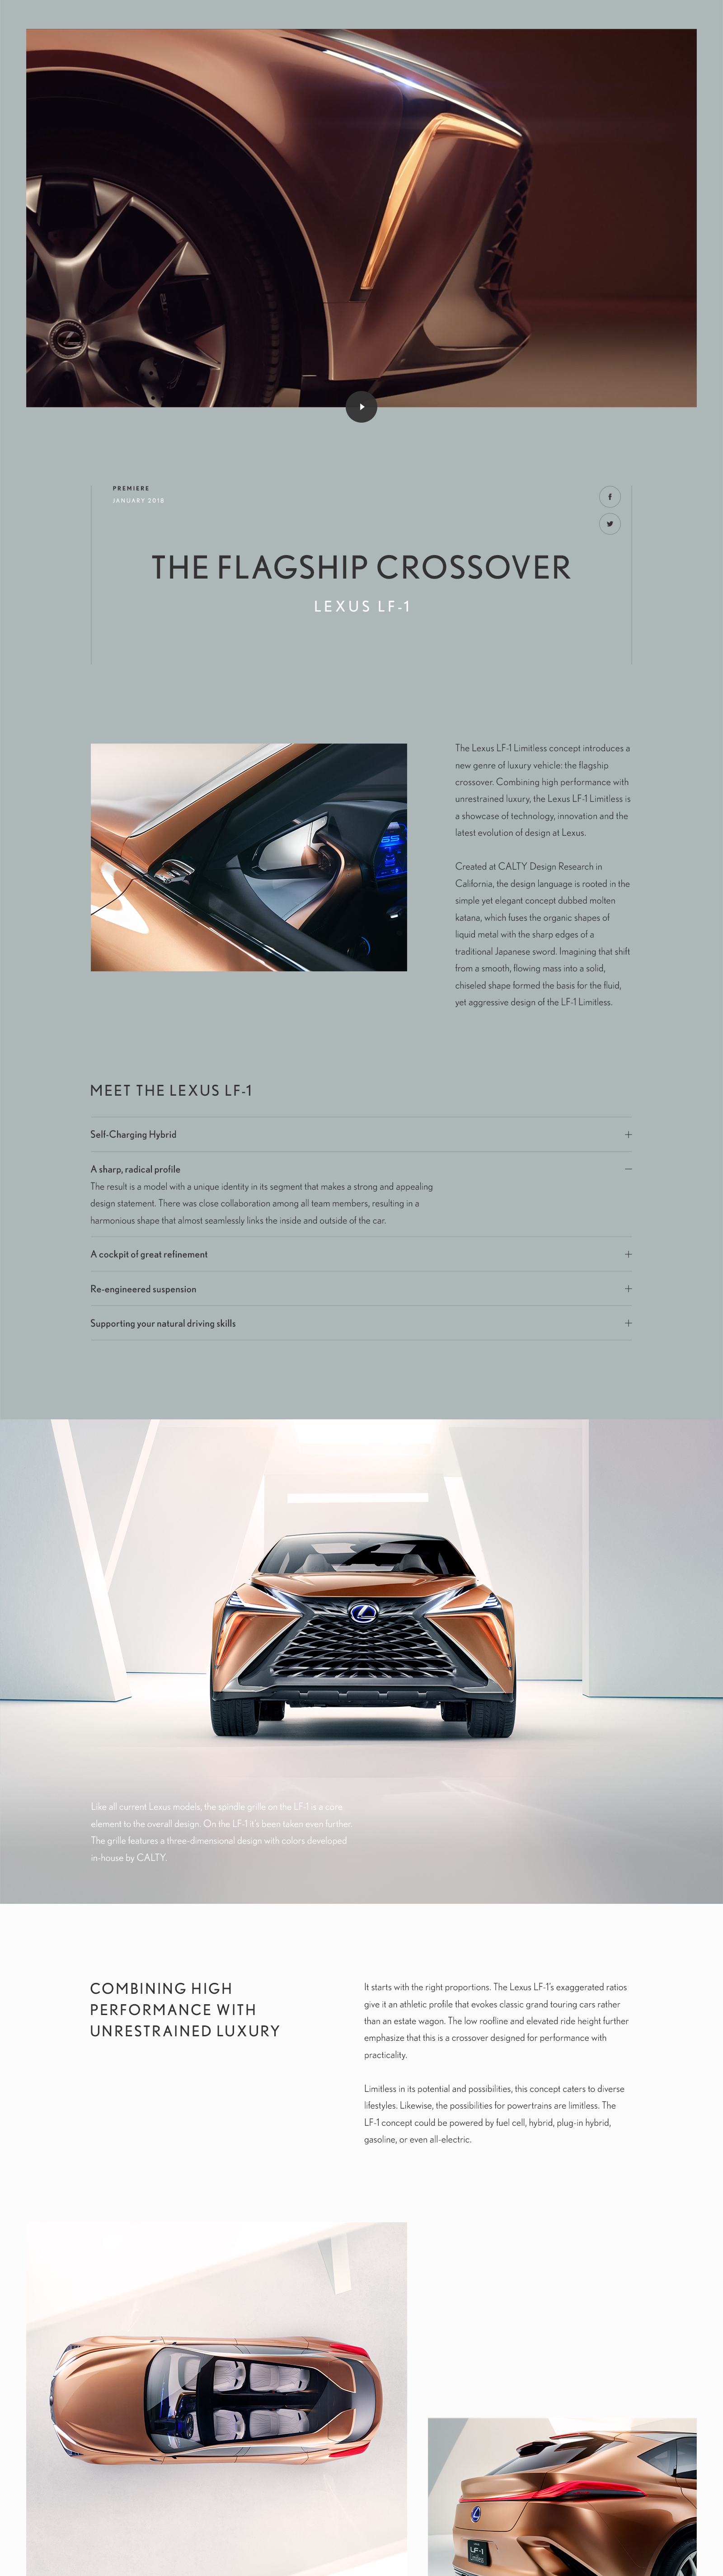 PREMIERE
JANUARY 2018
THE FLAGSHIP CROSSOVER
LEXUS LF-1
The Lexus LF-1 Limitless concept introduces a
new genre of luxury vehicle: the flagship
crossover. Combining high performance with
unrestrained luxury, the Lexus LF-1 Limitless is
a showcase of technology, innovation and the
latest evolution of design at Lexus.
Created at CALTY Design Research in
California, the design language is rooted in the
simple yet elegant concept dubbed molten
katana, which fuses the organic shapes of
liquid metal with the sharp edges of a
traditional Japanese sword. Imagining that shift
from a smooth, flowing mass into a solid,
chiseled shape formed the basis for the fluid,
yet aggressive design of the LF-1 Limitless.
MEET THE LEXUS LF-1
Self-Charging Hybrid
A sharp, radical profile
The result is a model with a unique identity in its segment that makes a strong and appealing
design statement. There was close collaboration among all team members, resulting in a
harmonious shape that almost seamlessly links the inside and outside of the car.
A cockpit of great refinement
Re-engineered suspension
Supporting your natural driving skills
Like all current Lexus models, the spindle grille on the LF-1 is a core
element to the overall design. On the LF-1 it's been taken even further.
The grille features a three-dimensional design with colors developed
in-house by CALTY.
COMBINING HIGH
PERFORMANCE WITH
UNRESTRAINED LUXURY
It starts with the right proportions. The Lexus LF-1's exaggerated ratios
give it an athletic profile that evokes classic grand touring cars rather
than an estate wagon. The low roofline and elevated ride height further
emphasize that this is a crossover designed for performance with
practicality.
Limitless in its potential and possibilities, this concept caters to diverse
lifestyles. Likewise, the possibilities for powertrains are limitless. The
LF-1 concept could be powered by fuel cell, hybrid, plug-in hybrid,
gasoline, or even all-electric.
LF-1